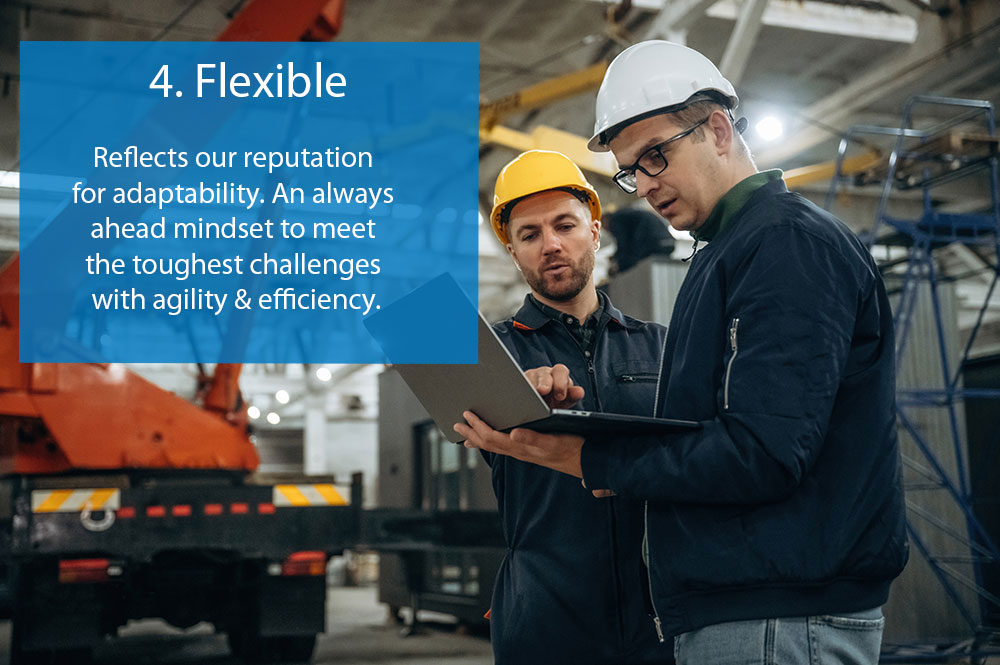 4. Flexible
Reflects our reputation
for adaptability. An always
ahead mindset to meet
the toughest challenges
with agility & efficiency.